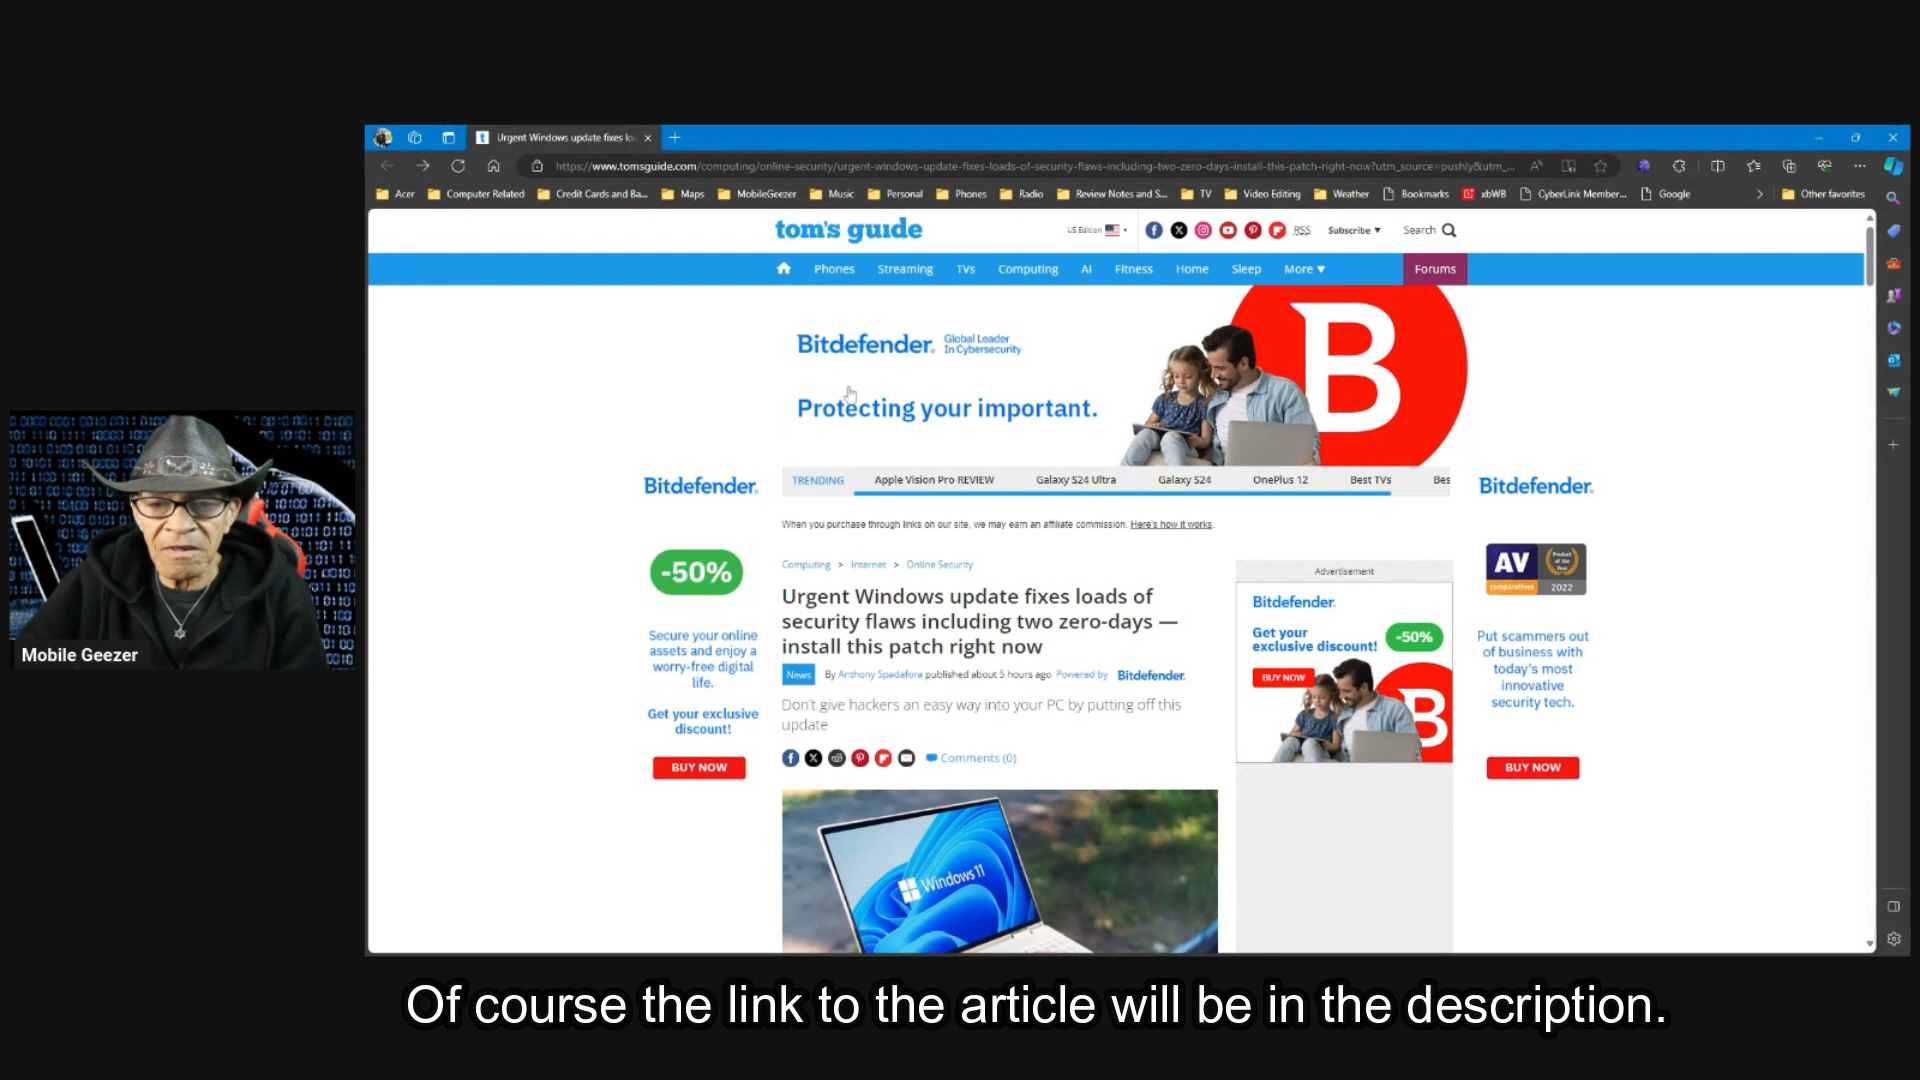 Urgent Windows update fixes lo
https://www.tomsguide.com/computing/online-security/urgent-windows-update-fixes-loads-of-security-flaws-including-two-zero-days-install-this-patch-right-now?utm_source=pushly&utm_...
Acer Computer Related Credit Cards and Ba... Maps MobileGeezer Music Personal Phones Radio Review Notes and S... TV Video Editing Weather Bookmarks xbWB CyberLink Member... Google Other favorites
tom's guide
US Edition RSS Subscribe ▼ Search
Phones Streaming TVs Computing AI Fitness Home Sleep More ▼ Forums
Bitdefender. Global Leader
In Cybersecurity
Protecting your important.
B
TRENDING Apple Vision Pro REVIEW Galaxy S24 Ultra Galaxy S24 OnePlus 12 Best TVs Bes
When you purchase through links on our site, we may earn an affiliate commission. Here's how it works.
Computing > Internet > Online Security
Urgent Windows update fixes loads of
security flaws including two zero-days —
install this patch right now
News By Anthony Spadafora published about 5 hours ago Powered by Bitdefender.
Don't give hackers an easy way into your PC by putting off this
update
Comments (0)
Windows 11
Bitdefender.
-50%
Secure your online
assets and enjoy a
worry-free digital
life.
Get your exclusive
discount!
BUY NOW
Advertisement
Bitdefender.
Get your
exclusive discount!
-50%
BUY NOW
B
Bitdefender.
AV
comparatives
Product
of the
Year
2022
Put scammers out
of business with
today's most
innovative
security tech.
BUY NOW
Mobile Geezer
Of course the link to the article will be in the description.